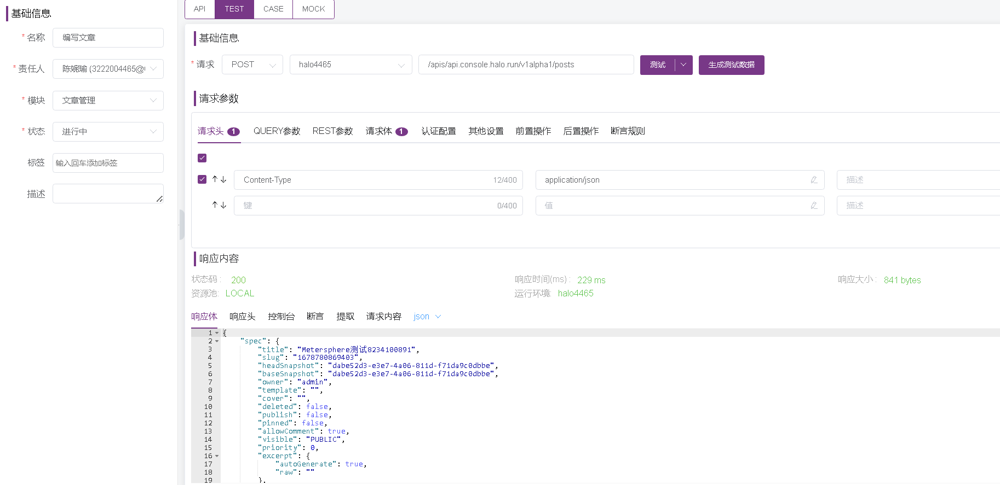 基础信息
* 名称 编写文章
* 责任人 陈婉瑜 (3222004465@
* 模块 文章管理
* 状态 进行中
标签 输入回车添加标签
描述
API TEST CASE MOCK
基础信息
* 请求 POST halo4465 /apis/api.console.halo.run/v1alpha1/posts 测试 生成测试数据
请求参数
请求头 1 QUERY参数 REST参数 请求体 1 认证配置 其他设置 前置操作 后置操作 断言规则
Content-Type 12/400 application/json 描述
键 0/400 值 描述
响应内容
状态码: 200 响应时间(ms): 229 ms 响应大小: 841 bytes
资源池: LOCAL 运行环境: halo4465
响应体 响应头 控制台 断言 提取 请求内容 json
1 {
2 "spec": {
3 "title": "Metersphere测试8234100891",
4 "slug": "1678780869403",
5 "headSnapshot": "dabe52d3-e3e7-4a06-811d-f71da9c0dbbe",
6 "baseSnapshot": "dabe52d3-e3e7-4a06-811d-f71da9c0dbbe",
7 "owner": "admin",
8 "template": "",
9 "cover": "",
10 "deleted": false,
11 "publish": false,
12 "pinned": false,
13 "allowComment": true,
14 "visible": "PUBLIC",
15 "priority": 0,
16 "excerpt": {
17 "autoGenerate": true,
18 "raw": ""
19 },